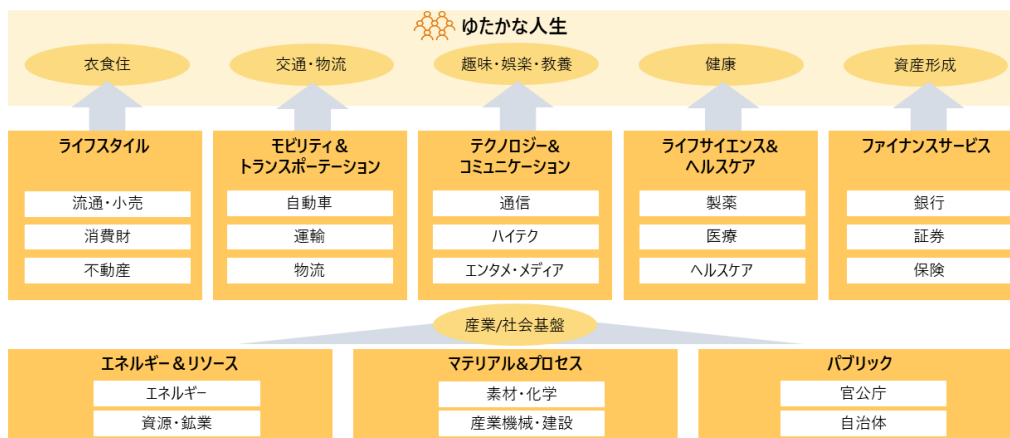 ゆたかな人生
衣食住
交通・物流
趣味・娯楽・教養
健康
資産形成
ライフスタイル
流通・小売
消費財
不動産
モビリティ&
トランスポーテーション
自動車
運輸
物流
テクノロジー&
コミュニケーション
通信
ハイテク
エンタメ・メディア
ライフサイエンス&
ヘルスケア
製薬
医療
ヘルスケア
ファイナンスサービス
銀行
証券
保険
産業/社会基盤
エネルギー&リソース
エネルギー
資源・鉱業
マテリアル&プロセス
素材・化学
産業機械・建設
パブリック
官公庁
自治体